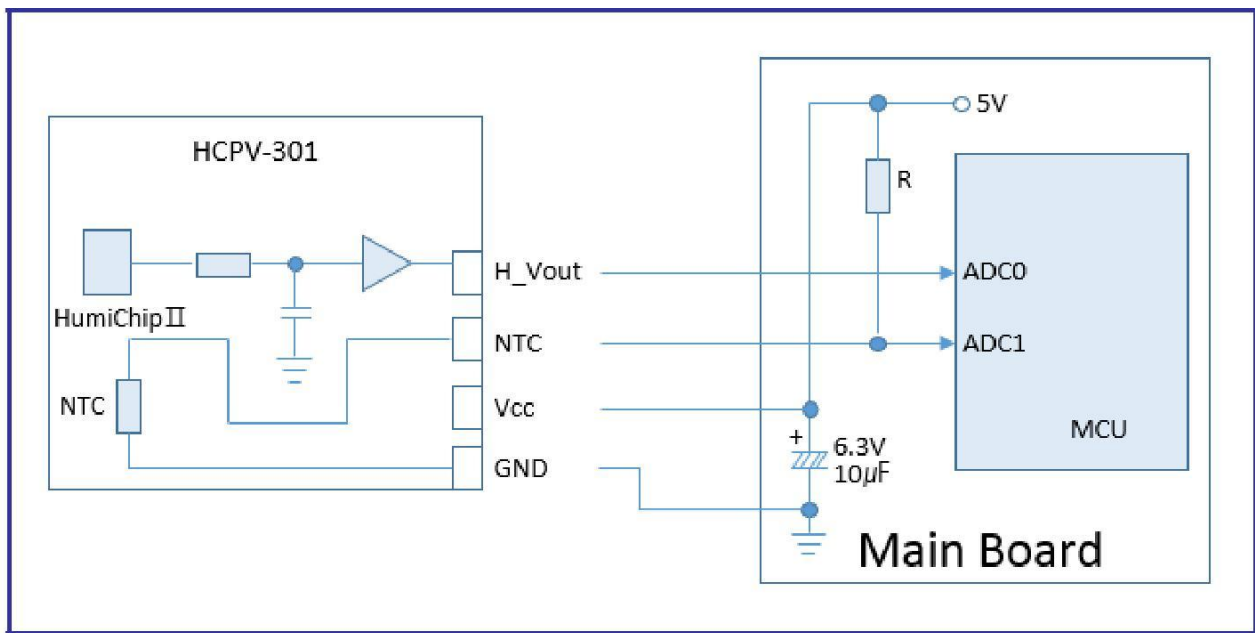 HCPV-301
HumiChipⅡ
NTC
H_Vout
NTC
Vcc
GND
5V
R
ADC0
ADC1
MCU
+
6.3V
10μF
Main Board